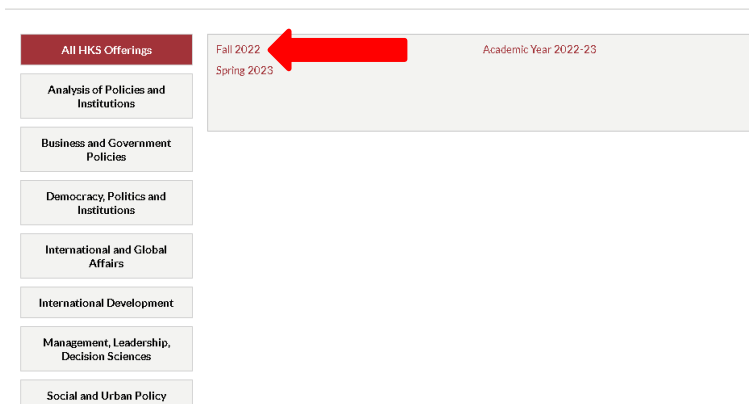 All HKS Offerings
Analysis of Policies and
Institutions
Business and Government
Policies
Democracy, Politics and
Institutions
International and Global
Affairs
International Development
Management, Leadership,
Decision Sciences
Social and Urban Policy
Fall 2022
Academic Year 2022-23
Spring 2023